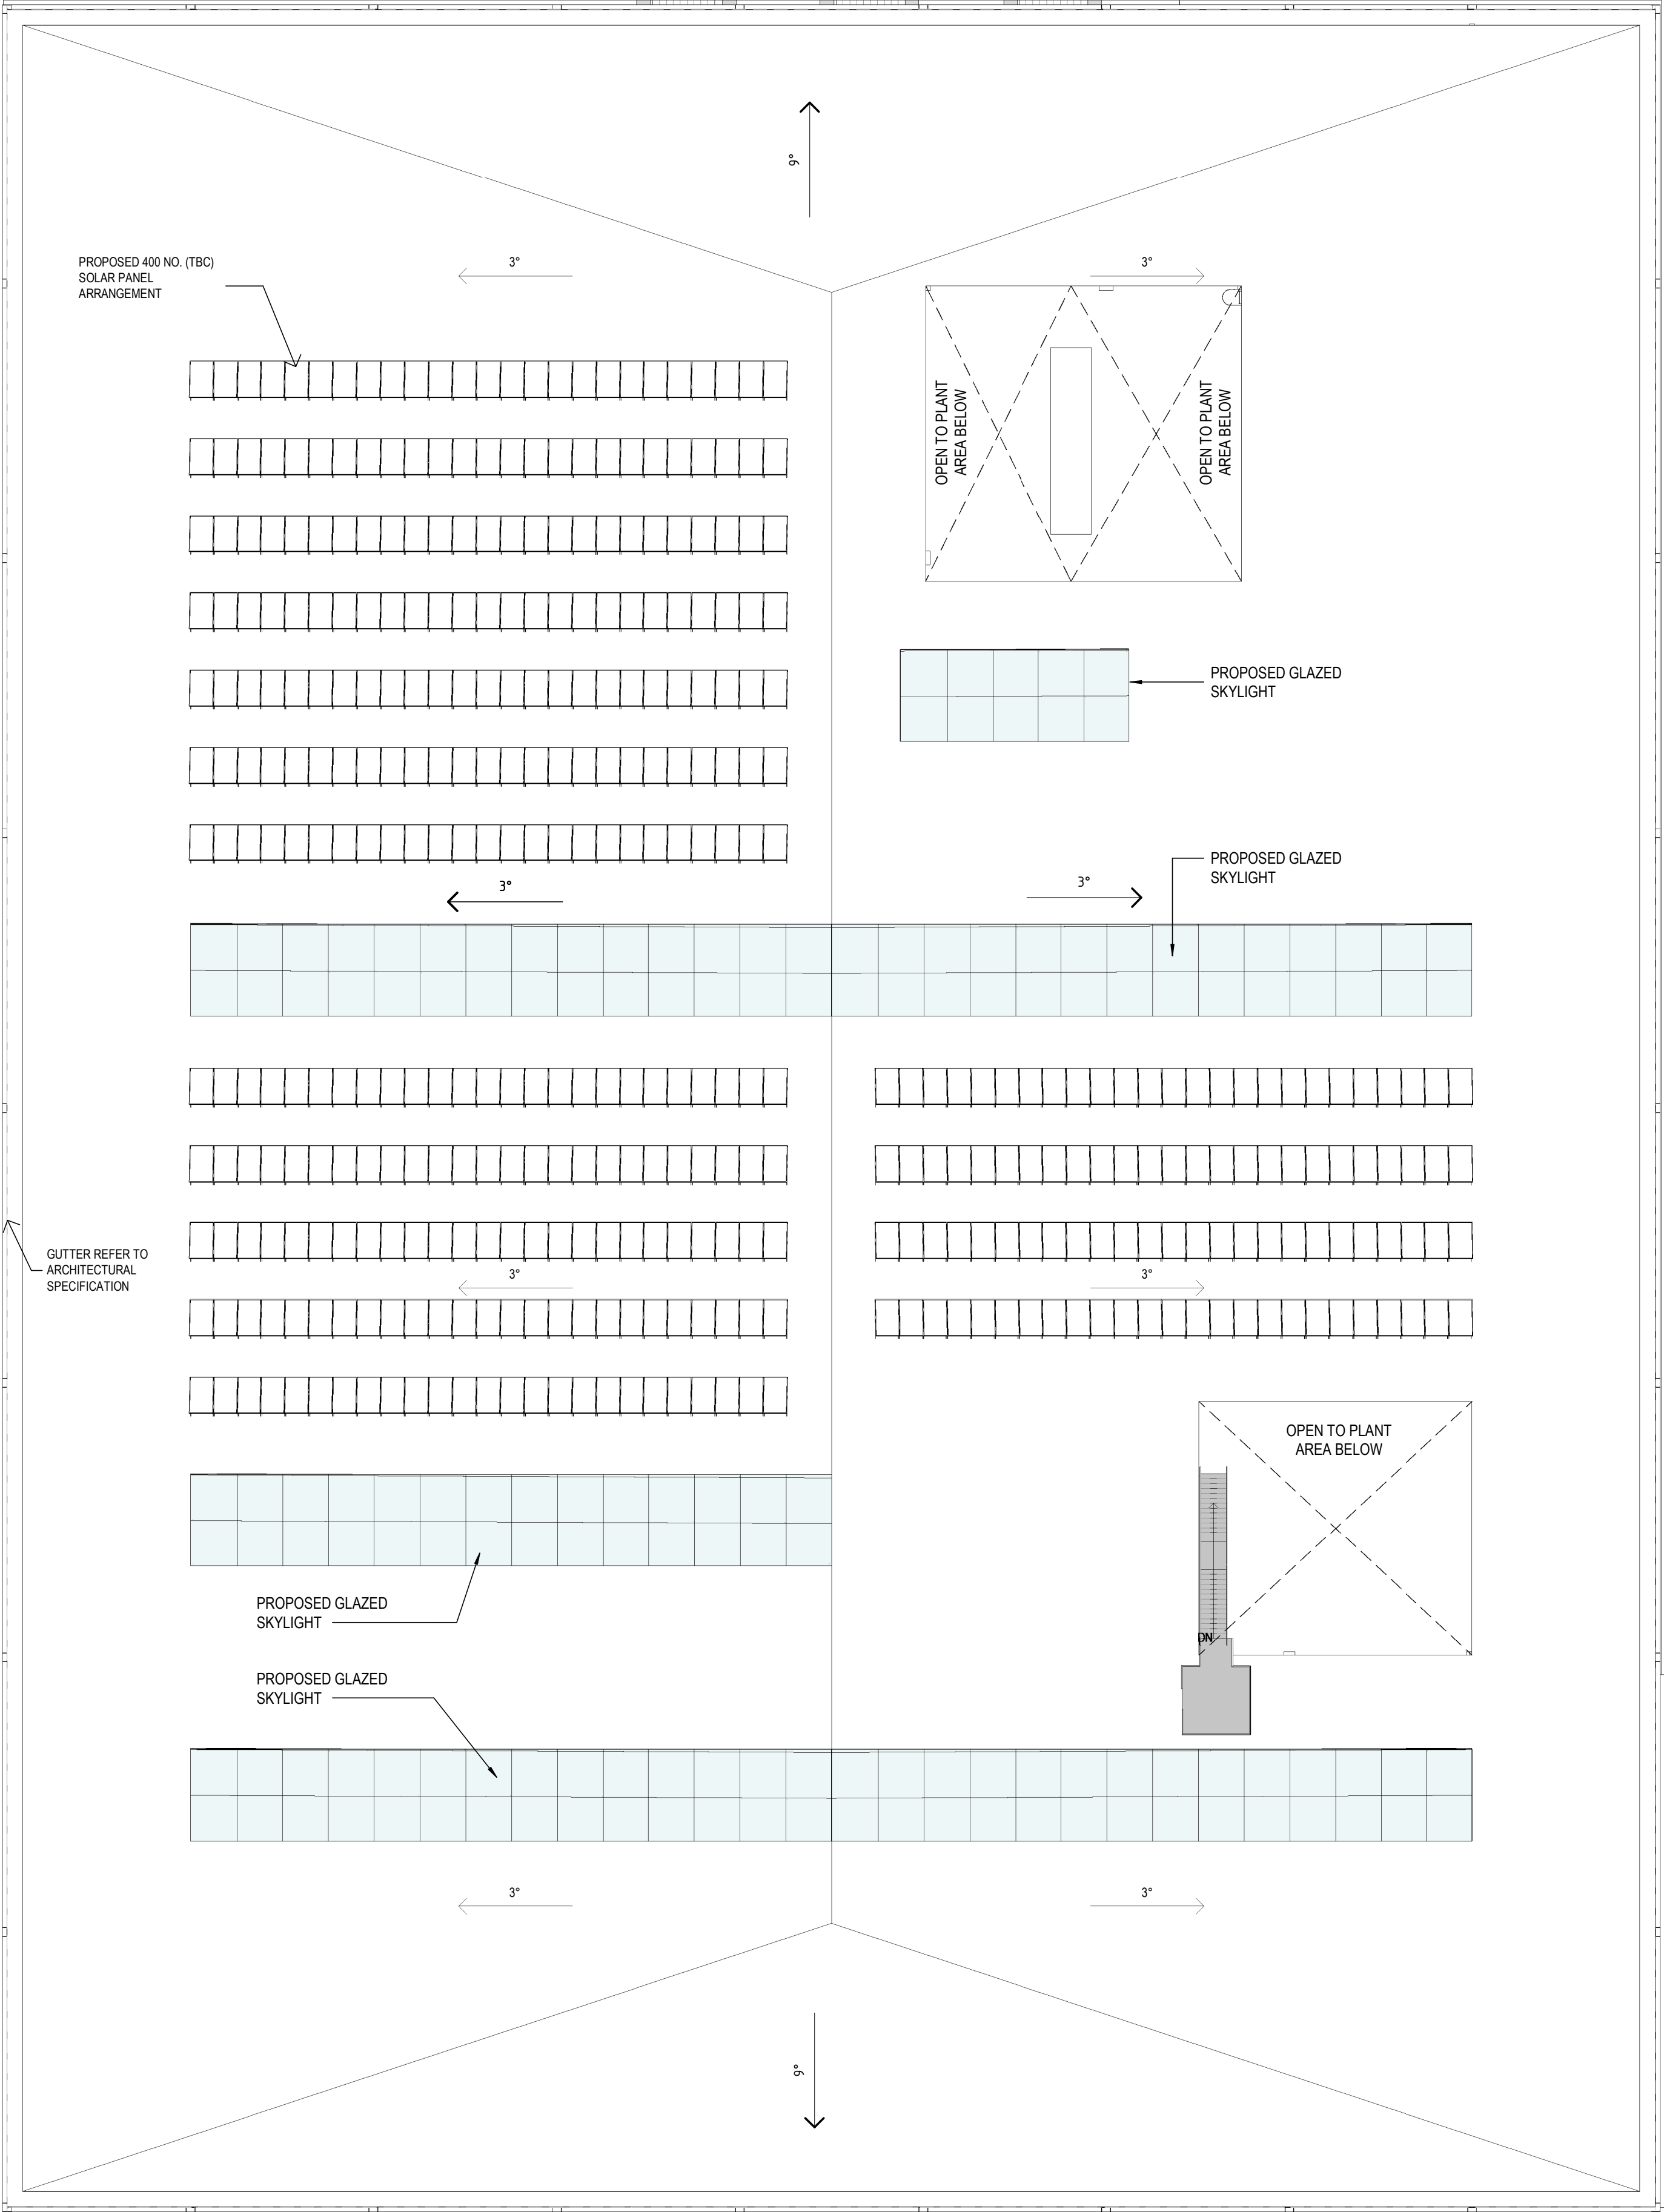 9°
PROPOSED 400 NO. (TBC)
SOLAR PANEL
ARRANGEMENT
3°
3°
OPEN TO PLANT
AREA BELOW
OPEN TO PLANT
AREA BELOW
PROPOSED GLAZED
SKYLIGHT
PROPOSED GLAZED
SKYLIGHT
3°
3°
GUTTER REFER TO
ARCHITECTURAL
SPECIFICATION
3°
3°
OPEN TO PLANT
AREA BELOW
PROPOSED GLAZED
SKYLIGHT
DN
PROPOSED GLAZED
SKYLIGHT
3°
3°
9°